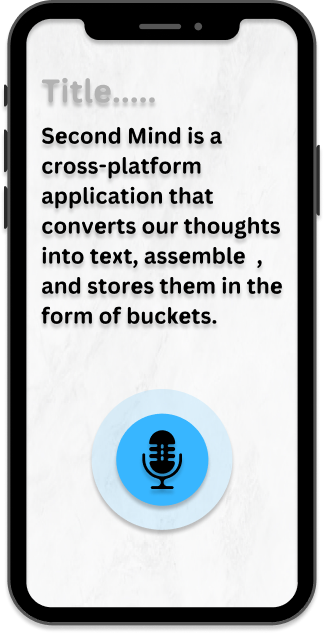 Title.....
Second Mind is a
cross-platform
application that
converts our thoughts
into text, assemble  ,
and stores them in the
form of buckets.